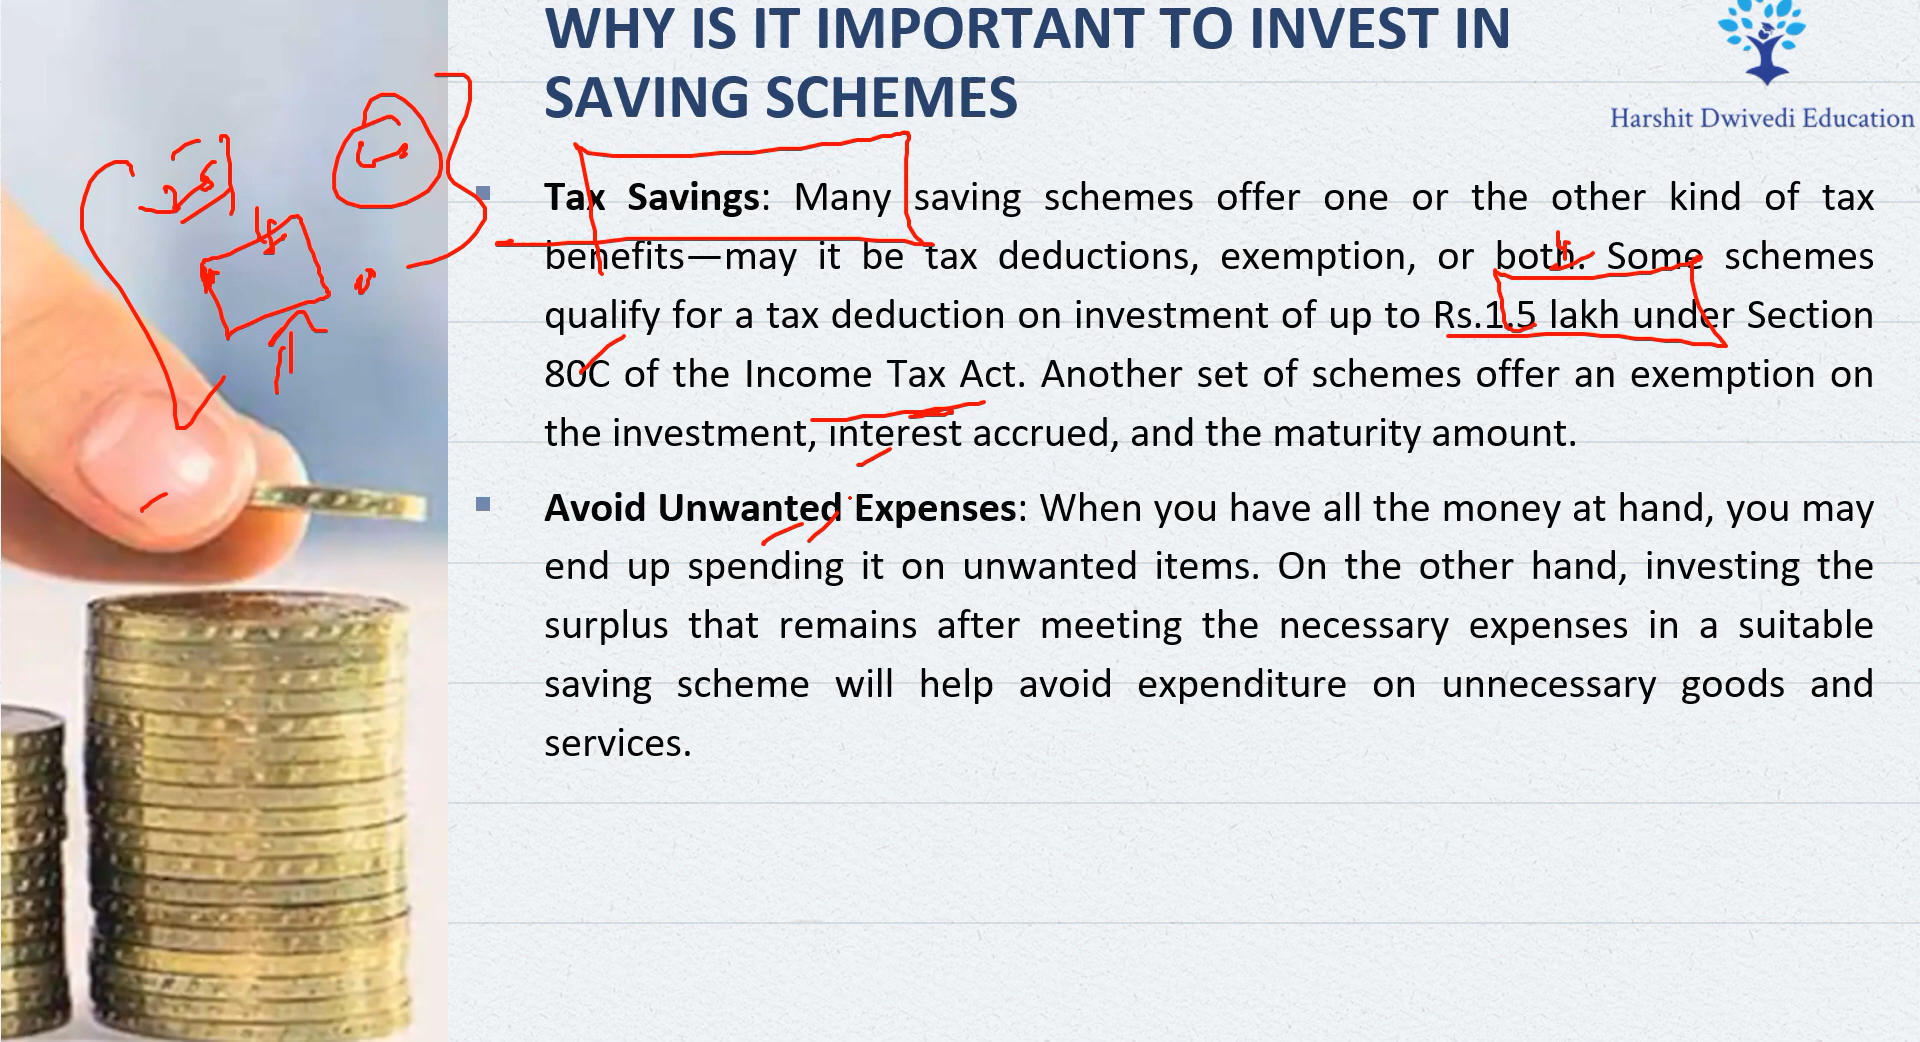 WHY IS IT IMPORTANT TO INVEST IN
SAVING SCHEMES
Harshit Dwivedi Education
Tax Savings: Many saving schemes offer one or the other kind of tax
benefits—may it be tax deductions, exemption, or both. Some schemes
qualify for a tax deduction on investment of up to Rs.1.5 lakh under Section
80C of the Income Tax Act. Another set of schemes offer an exemption on
the investment, interest accrued, and the maturity amount.
Avoid Unwanted Expenses: When you have all the money at hand, you may
end up spending it on unwanted items. On the other hand, investing the
surplus that remains after meeting the necessary expenses in a suitable
saving scheme will help avoid expenditure on unnecessary goods and
services.